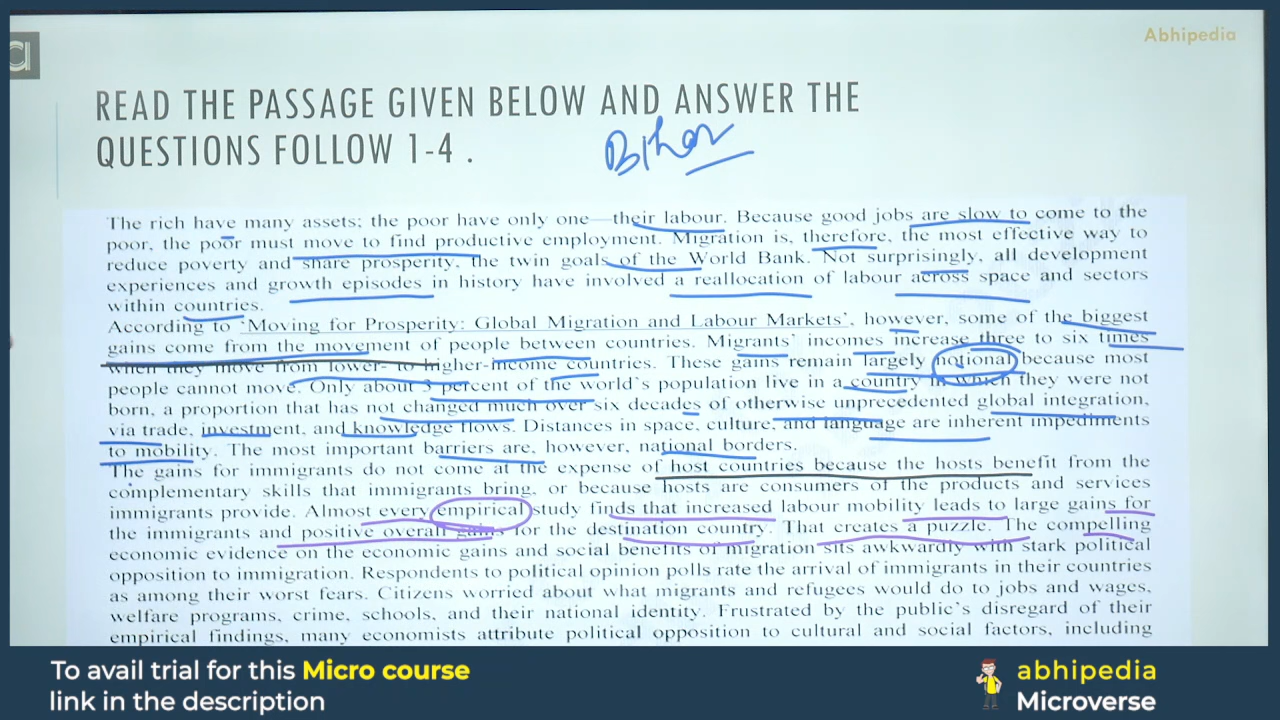 a
Abhipedia
READ THE PASSAGE GIVEN BELOW AND ANSWER THE
QUESTIONS FOLLOW 1-4 .
Bihar
The rich have many assets; the poor have only one—their labour. Because good jobs are slow to come to the
poor, the poor must move to find productive employment. Migration is, therefore, the most effective way to
reduce poverty and share prosperity, the twin goals of the World Bank. Not surprisingly, all development
experiences and growth episodes in history have involved a reallocation of labour across space and sectors
within countries.
According to 'Moving for Prosperity: Global Migration and Labour Markets', however, some of the biggest
gains come from the movement of people between countries. Migrants' incomes increase three to six times
when they move from lower- to higher-income countries. These gains remain largely notional because most
people cannot move. Only about 3 percent of the world's population live in a country in which they were not
born, a proportion that has not changed much over six decades of otherwise unprecedented global integration,
via trade, investment, and knowledge flows. Distances in space, culture, and language are inherent impediments
to mobility. The most important barriers are, however, national borders.
The gains for immigrants do not come at the expense of host countries because the hosts benefit from the
complementary skills that immigrants bring, or because hosts are consumers of the products and services
immigrants provide. Almost every empirical study finds that increased labour mobility leads to large gains for
the immigrants and positive overall gains for the destination country. That creates a puzzle. The compelling
economic evidence on the economic gains and social benefits of migration sits awkwardly with stark political
opposition to immigration. Respondents to political opinion polls rate the arrival of immigrants in their countries
as among their worst fears. Citizens worried about what migrants and refugees would do to jobs and wages,
welfare programs, crime, schools, and their national identity. Frustrated by the public's disregard of their
empirical findings, many economists attribute political opposition to cultural and social factors, including
To avail trial for this Micro course
link in the description
abhipedia
Microverse